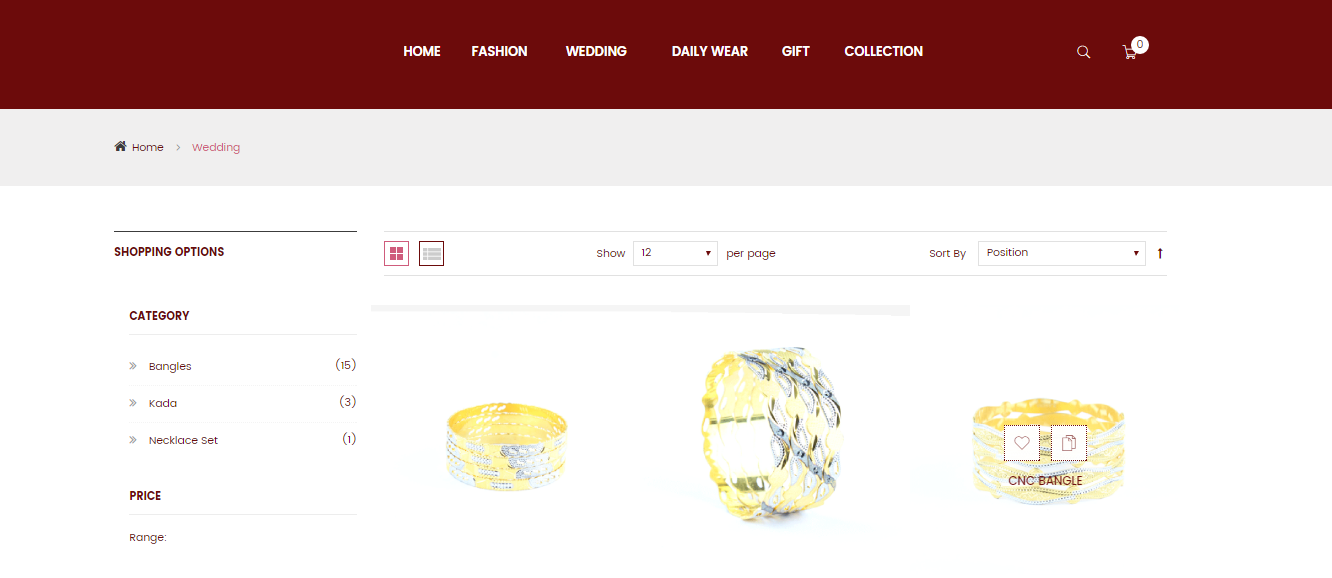 HOME FASHION WEDDING DAILY WEAR GIFT COLLECTION
0
Home Wedding
SHOPPING OPTIONS
Show 12 per page Sort By Position
CATEGORY
Bangles (15)
Kada (3)
Necklace Set (1)
CNC BANGLE
PRICE
Range: